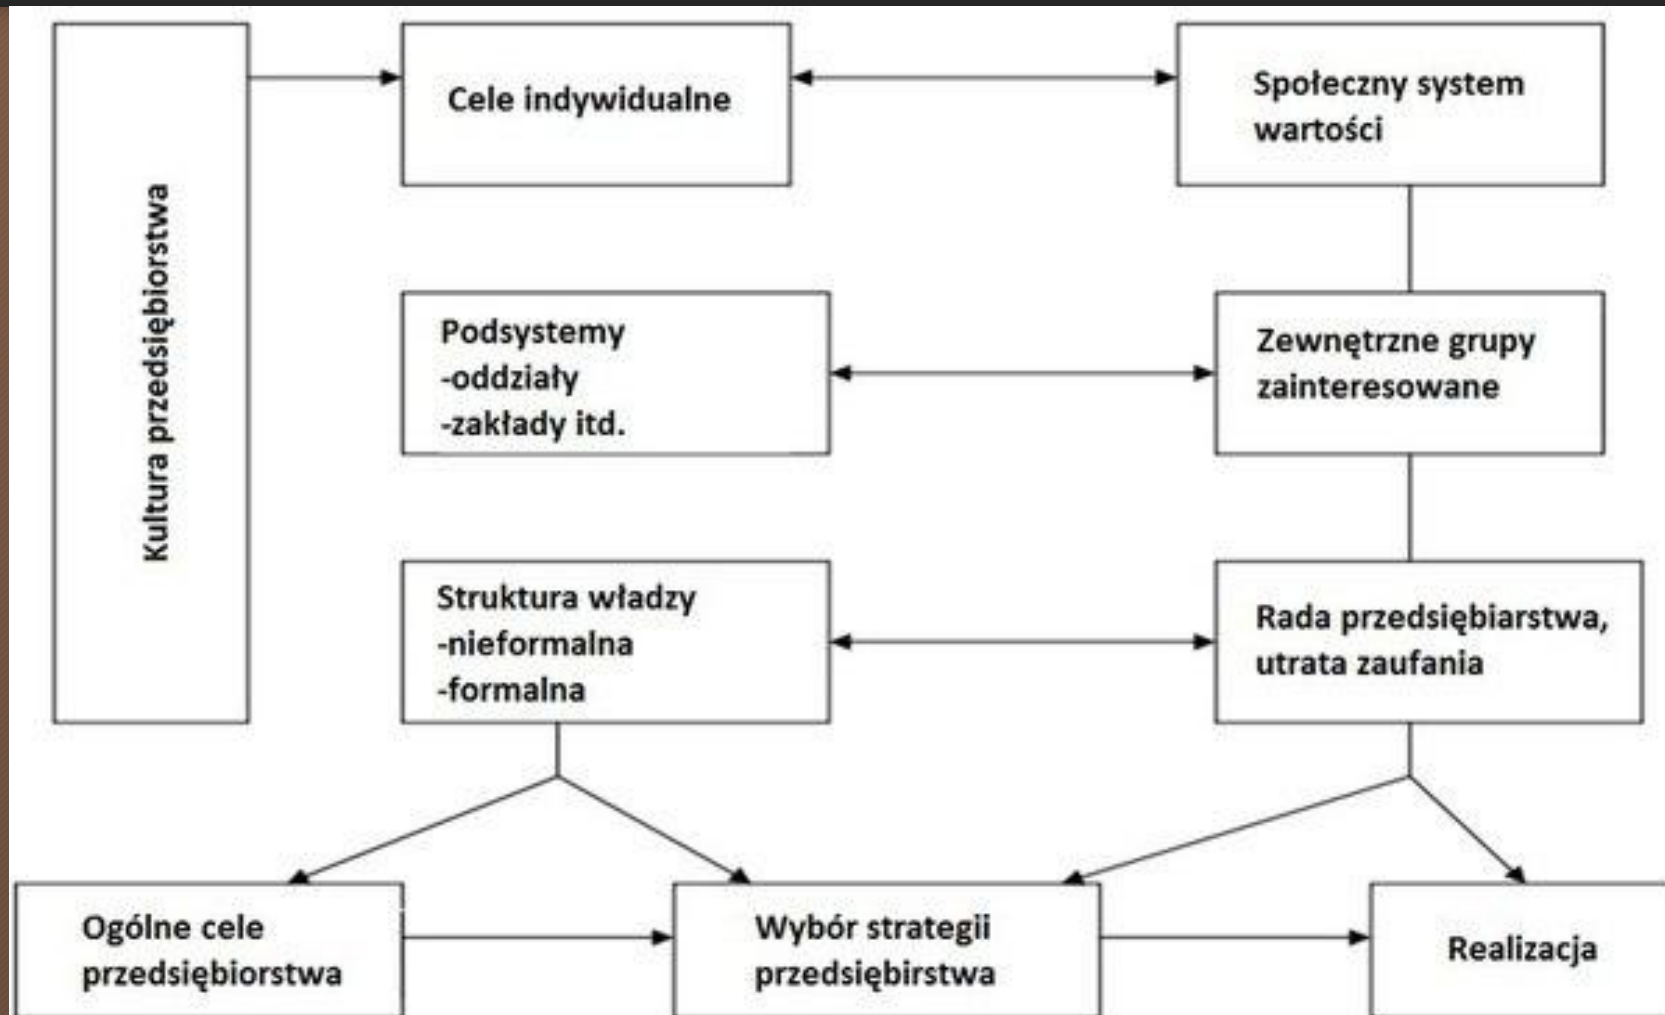 Kultura przedsiębiorstwa
Cele indywidualne
Społeczny system
wartości
Podsystemy
-oddziały
-zakłady itd.
Zewnętrzne grupy
zainteresowane
Struktura władzy
-nieformalna
-formalna
Rada przedsiębiarstwa,
utrata zaufania
Ogólne cele
przedsiębiorstwa
Wybór strategii
przedsiębirstwa
Realizacja